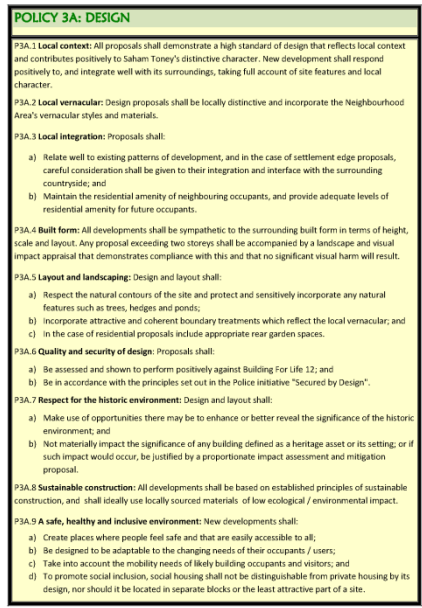 POLICY 3A: DESIGN
P3A.1 Local context: All proposals shall demonstrate a high standard of design that reflects local context
and contributes positively to Saham Toney's distinctive character. New development shall respond
positively to, and integrate well with its surroundings, taking full account of site features and local
character.
P3A.2 Local vernacular: Design proposals shall be locally distinctive and incorporate the Neighbourhood
Area's vernacular styles and materials.
P3A.3 Local integration: Proposals shall:
a) Relate well to existing patterns of development, and in the case of settlement edge proposals,
careful consideration shall be given to their integration and interface with the surrounding
countryside; and
b) Maintain the residential amenity of neighbouring occupants, and provide adequate levels of
residential amenity for future occupants.
P3A.4 Built form: All developments shall be sympathetic to the surrounding built form in terms of height,
scale and layout. Any proposal exceeding two storeys shall be accompanied by a landscape and visual
impact appraisal that demonstrates compliance with this and that no significant visual harm will result.
P3A.5 Layout and landscaping: Design and layout shall:
a) Respect the natural contours of the site and protect and sensitively incorporate any natural
features such as trees, hedges and ponds;
b) Incorporate attractive and coherent boundary treatments which reflect the local vernacular; and
c) In the case of residential proposals include appropriate rear garden spaces.
P3A.6 Quality and security of design: Proposals shall:
a) Be assessed and shown to perform positively against Building For Life 12; and
b) Be in accordance with the principles set out in the Police initiative "Secured by Design".
P3A.7 Respect for the historic environment: Design and layout shall:
a) Make use of opportunities there may be to enhance or better reveal the significance of the historic
environment; and
b) Not materially impact the significance of any building defined as a heritage asset or its setting; or if
such impact would occur, be justified by a proportionate impact assessment and mitigation
proposal.
P3A.8 Sustainable construction: All developments shall be based on established principles of sustainable
construction, and shall ideally use locally sourced materials of low ecological / environmental impact.
P3A.9 A safe, healthy and inclusive environment: New developments shall:
a) Create places where people feel safe and that are easily accessible to all;
b) Be designed to be adaptable to the changing needs of their occupants / users;
c) Take into account the mobility needs of likely building occupants and visitors; and
d) To promote social inclusion, social housing shall not be distinguishable from private housing by its
design, nor should it be located in separate blocks or the least attractive part of a site.